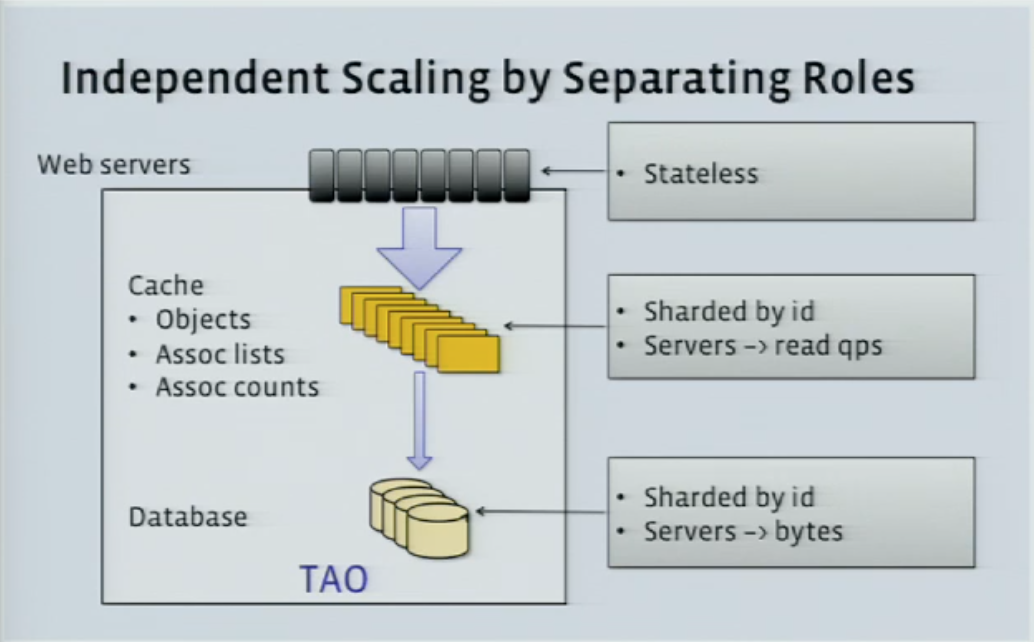 Independent Scaling by Separating Roles
Web servers
• Stateless
Cache
• Objects
• Assoc lists
• Assoc counts
• Sharded by id
• Servers –> read qps
Database
• Sharded by id
• Servers –> bytes
TAO